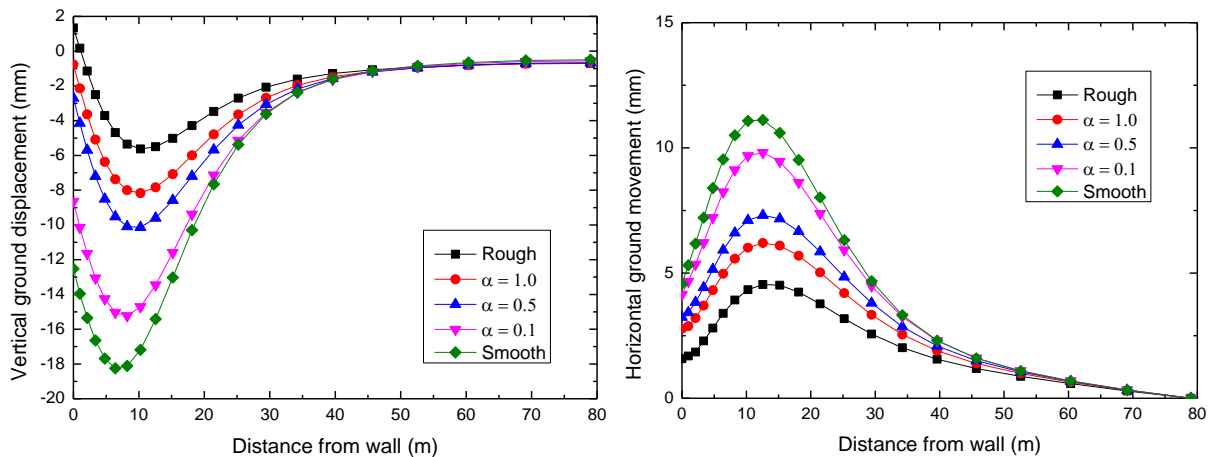 0
-2
-4
-6
-8
-10
-12
-14
-16
-18
-20
Vertical ground displacement (mm)
0 10 20 30 40 50 60 70 80
Distance from wall (m)
Rough
α = 1.0
α = 0.5
α = 0.1
Smooth
15
10
5
0
Horizontal ground movement (mm)
0 10 20 30 40 50 60 70 80
Distance from wall (m)
Rough
α = 1.0
α = 0.5
α = 0.1
Smooth